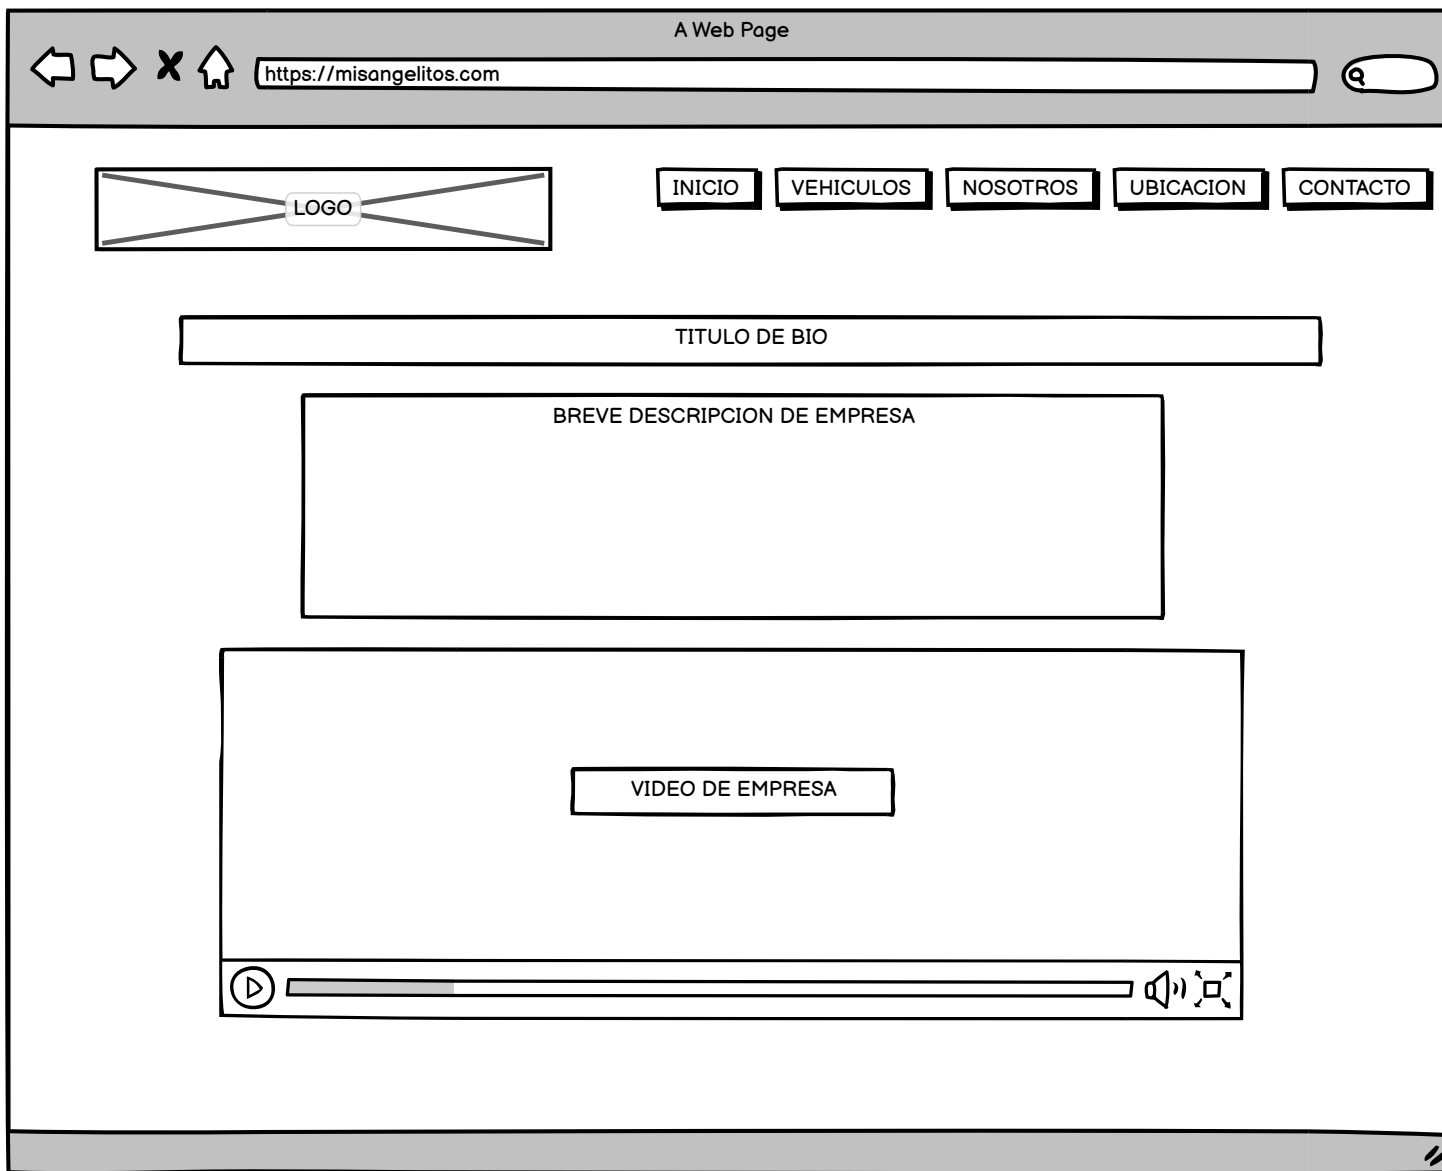 A Web Page
https://misangelitos.com
LOGO
INICIO
VEHICULOS
NOSOTROS
UBICACION
CONTACTO
TITULO DE BIO
BREVE DESCRIPCION DE EMPRESA
VIDEO DE EMPRESA